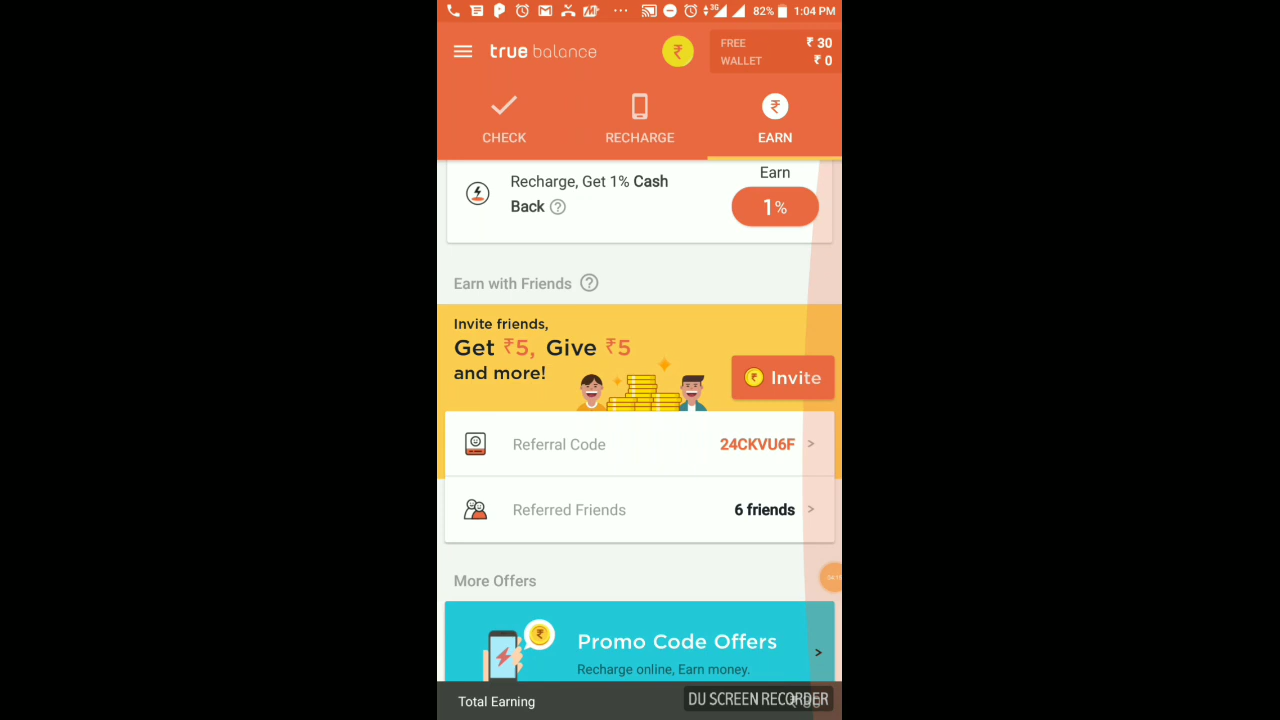 82% 1:04 PM
true balance
FREE ₹ 30
WALLET ₹ 0
CHECK RECHARGE EARN
Recharge, Get 1% Cash
Back
Earn
1%
Earn with Friends
Invite friends,
Get ₹5, Give ₹5
and more!
Invite
Referral Code 24CKVU6F >
Referred Friends 6 friends >
More Offers
Promo Code Offers
Recharge online, Earn money.
Total Earning
DU SCREEN RECORDER